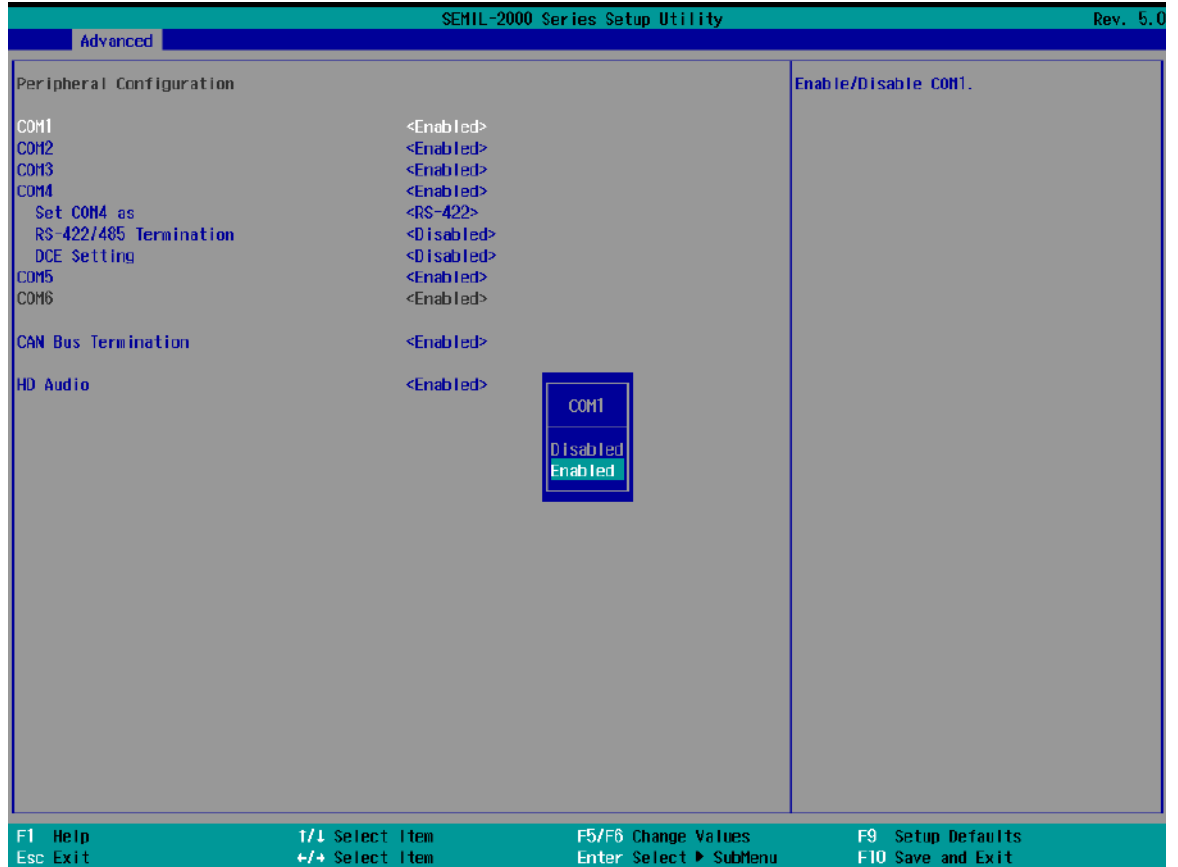 SEMIL-2000 Series Setup Utility Rev. 5.0
Advanced
Peripheral Configuration
Enable/Disable COM1.
COM1 <Enabled>
COM2 <Enabled>
COM3 <Enabled>
COM4 <Enabled>
Set COM4 as <RS-422>
RS-422/485 Termination <Disabled>
DCE Setting <Disabled>
COM5 <Enabled>
COM6 <Enabled>
CAN Bus Termination <Enabled>
HD Audio <Enabled>
COM1
Disabled
Enabled
F1 Help ↑/↓ Select Item F5/F6 Change Values F9 Setup Defaults
Esc Exit ←/→ Select Item Enter Select ▶ SubMenu F10 Save and Exit